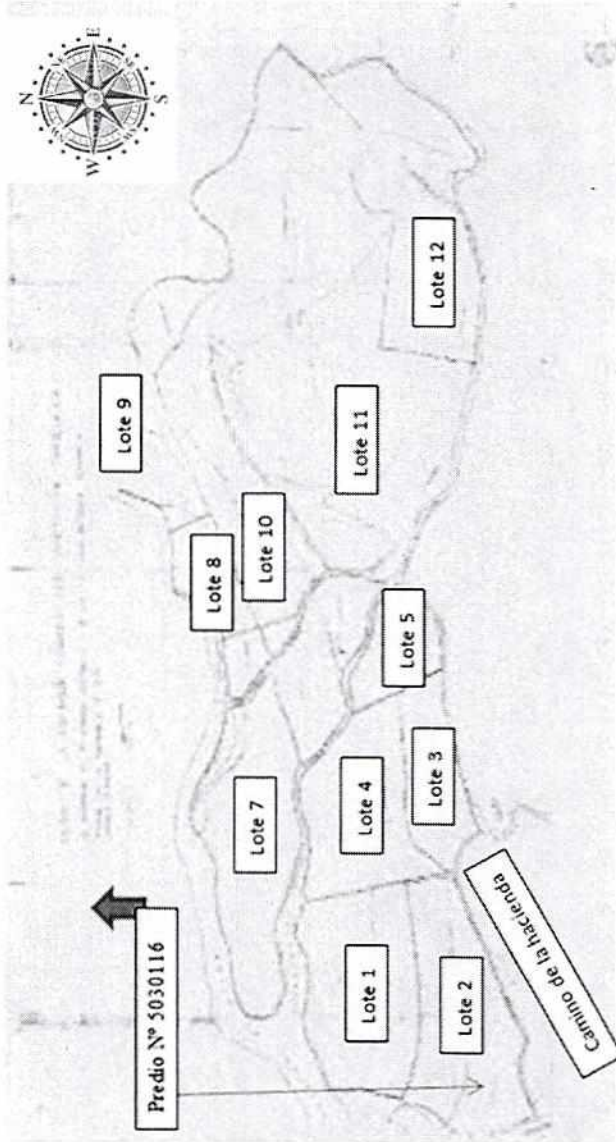 N
E
S
W
Predio Nº 5030116
Lote 9
Lote 8
Lote 10
Lote 7
Lote 11
Lote 12
Lote 1
Lote 4
Lote 5
Lote 2
Lote 3
Camino de la hacienda